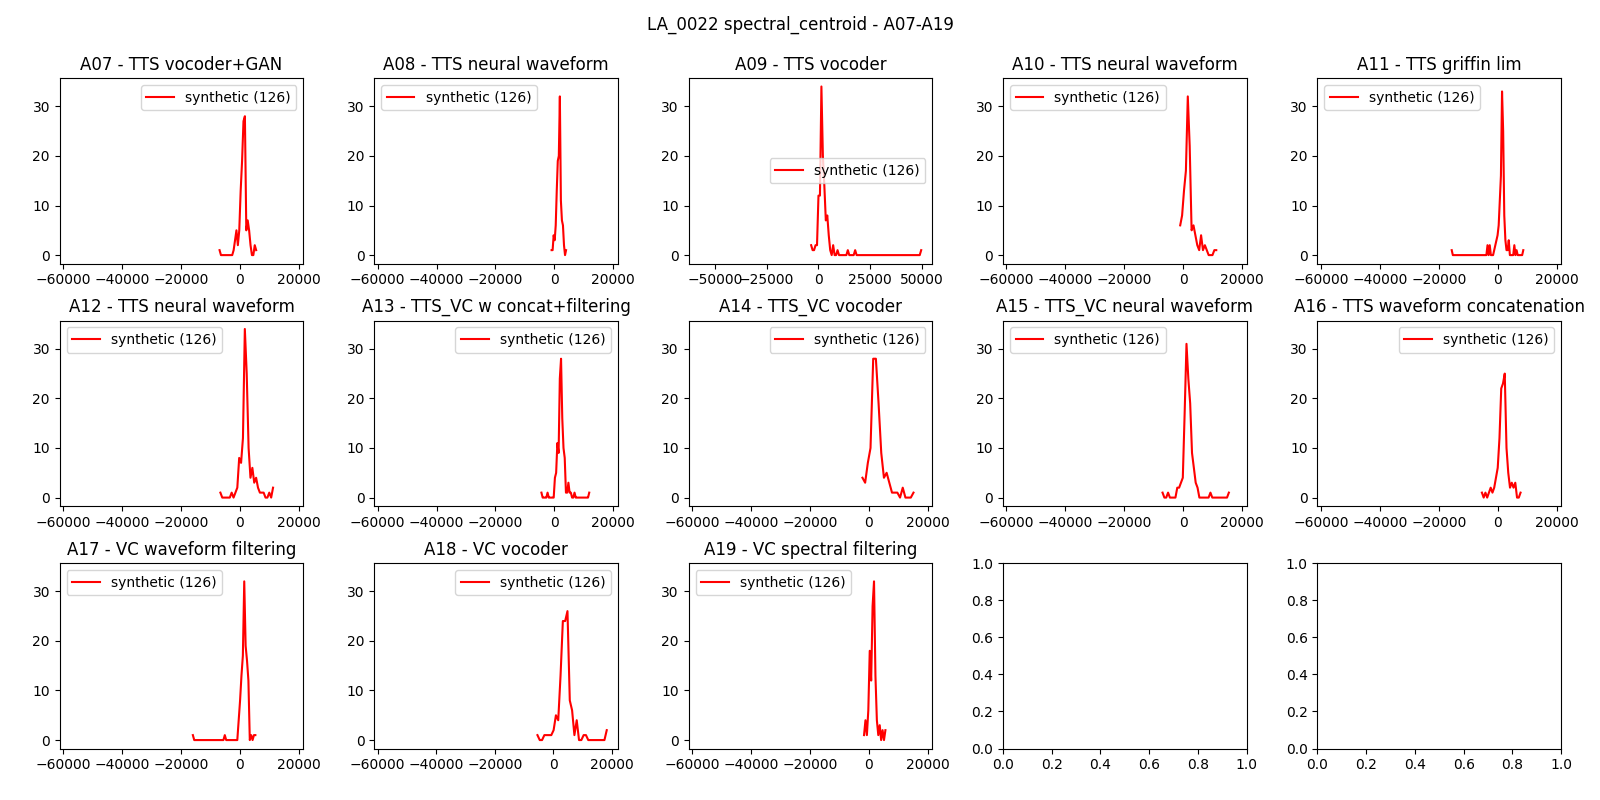 LA_0022 spectral_centroid - A07-A19
A07 - TTS vocoder+GAN
A08 - TTS neural waveform
A09 - TTS vocoder
A10 - TTS neural waveform
A11 - TTS griffin lim
synthetic (126)
synthetic (126)
synthetic (126)
synthetic (126)
synthetic (126)
30
20
10
0
30
20
10
0
30
20
10
0
30
20
10
0
30
20
10
0
−60000 −40000 −20000 0 20000
−60000 −40000 −20000 0 20000
−50000 −25000 0 25000 50000
−60000 −40000 −20000 0 20000
−60000 −40000 −20000 0 20000
A12 - TTS neural waveform
A13 - TTS_VC w concat+filtering
A14 - TTS_VC vocoder
A15 - TTS_VC neural waveform
A16 - TTS waveform concatenation
synthetic (126)
synthetic (126)
synthetic (126)
synthetic (126)
synthetic (126)
30
20
10
0
30
20
10
0
30
20
10
0
30
20
10
0
30
20
10
0
−60000 −40000 −20000 0 20000
−60000 −40000 −20000 0 20000
−60000 −40000 −20000 0 20000
−60000 −40000 −20000 0 20000
−60000 −40000 −20000 0 20000
A17 - VC waveform filtering
A18 - VC vocoder
A19 - VC spectral filtering
synthetic (126)
synthetic (126)
synthetic (126)
30
20
10
0
30
20
10
0
30
20
10
0
1.0
0.8
0.6
0.4
0.2
0.0
1.0
0.8
0.6
0.4
0.2
0.0
−60000 −40000 −20000 0 20000
−60000 −40000 −20000 0 20000
−60000 −40000 −20000 0 20000
0.0 0.2 0.4 0.6 0.8 1.0
0.0 0.2 0.4 0.6 0.8 1.0